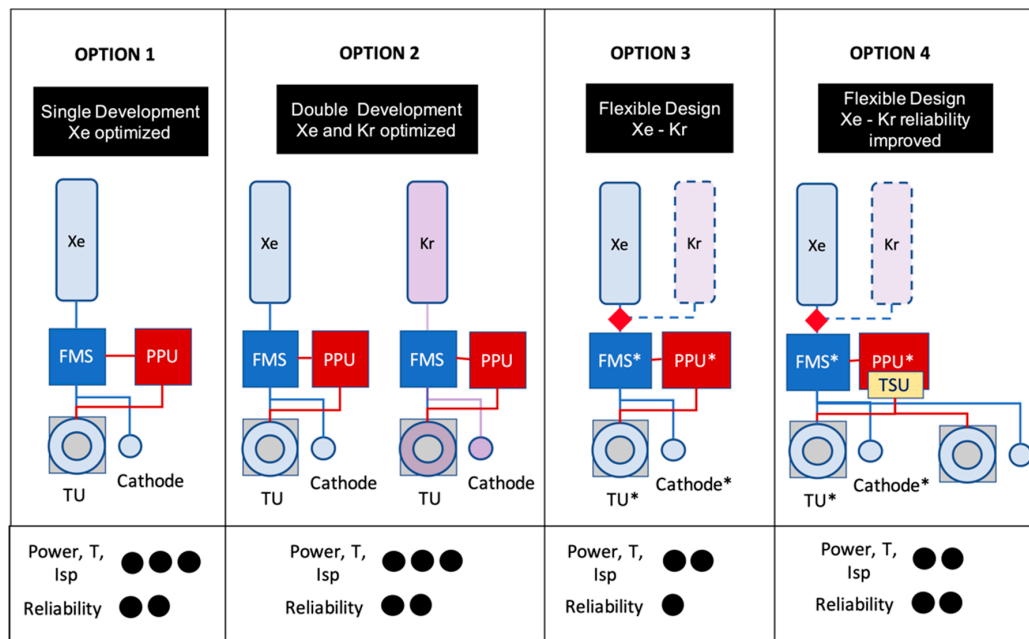 OPTION 1
Single Development
Xe optimized
Xe
FMS
PPU
TU
Cathode
Power, T,
Isp
Reliability
OPTION 2
Double Development
Xe and Kr optimized
Xe
Kr
FMS
PPU
FMS
PPU
TU
Cathode
TU
Cathode
Power, T,
Isp
Reliability
OPTION 3
Flexible Design
Xe - Kr
Xe
Kr
FMS*
PPU*
TU*
Cathode*
Power, T,
Isp
Reliability
OPTION 4
Flexible Design
Xe - Kr reliability
improved
Xe
Kr
FMS*
PPU*
TSU
TU*
Cathode*
Power, T,
Isp
Reliability